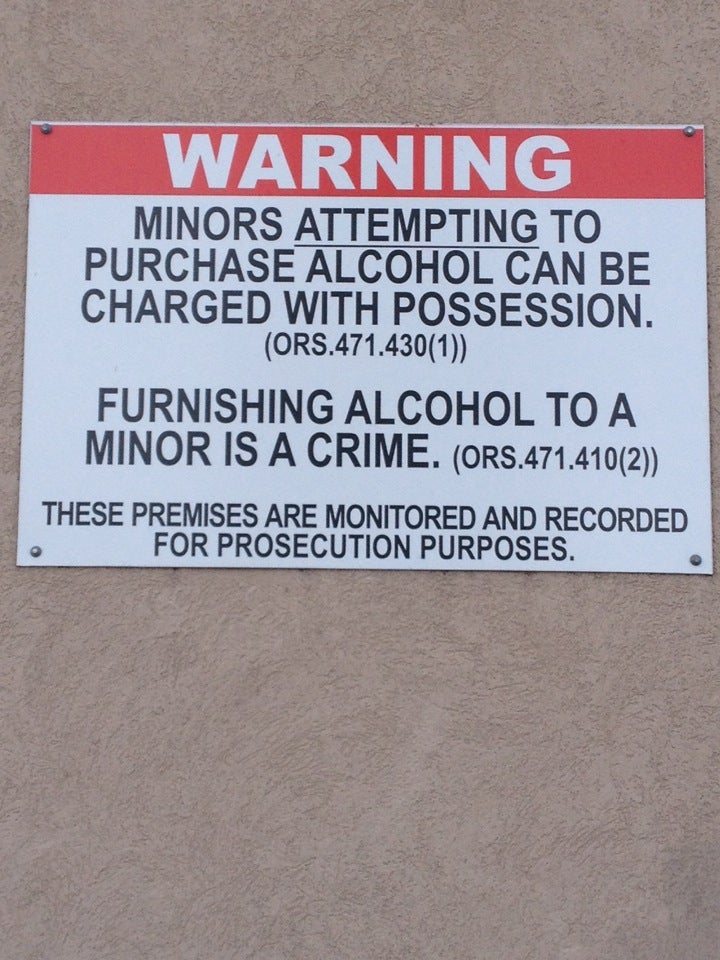 WARNING
MINORS ATTEMPTING TO
PURCHASE ALCOHOL CAN BE
CHARGED WITH POSSESSION.
(ORS.471.430(1))
FURNISHING ALCOHOL TO A
MINOR IS A CRIME. (ORS.471.410(2))
THESE PREMISES ARE MONITORED AND RECORDED
FOR PROSECUTION PURPOSES.